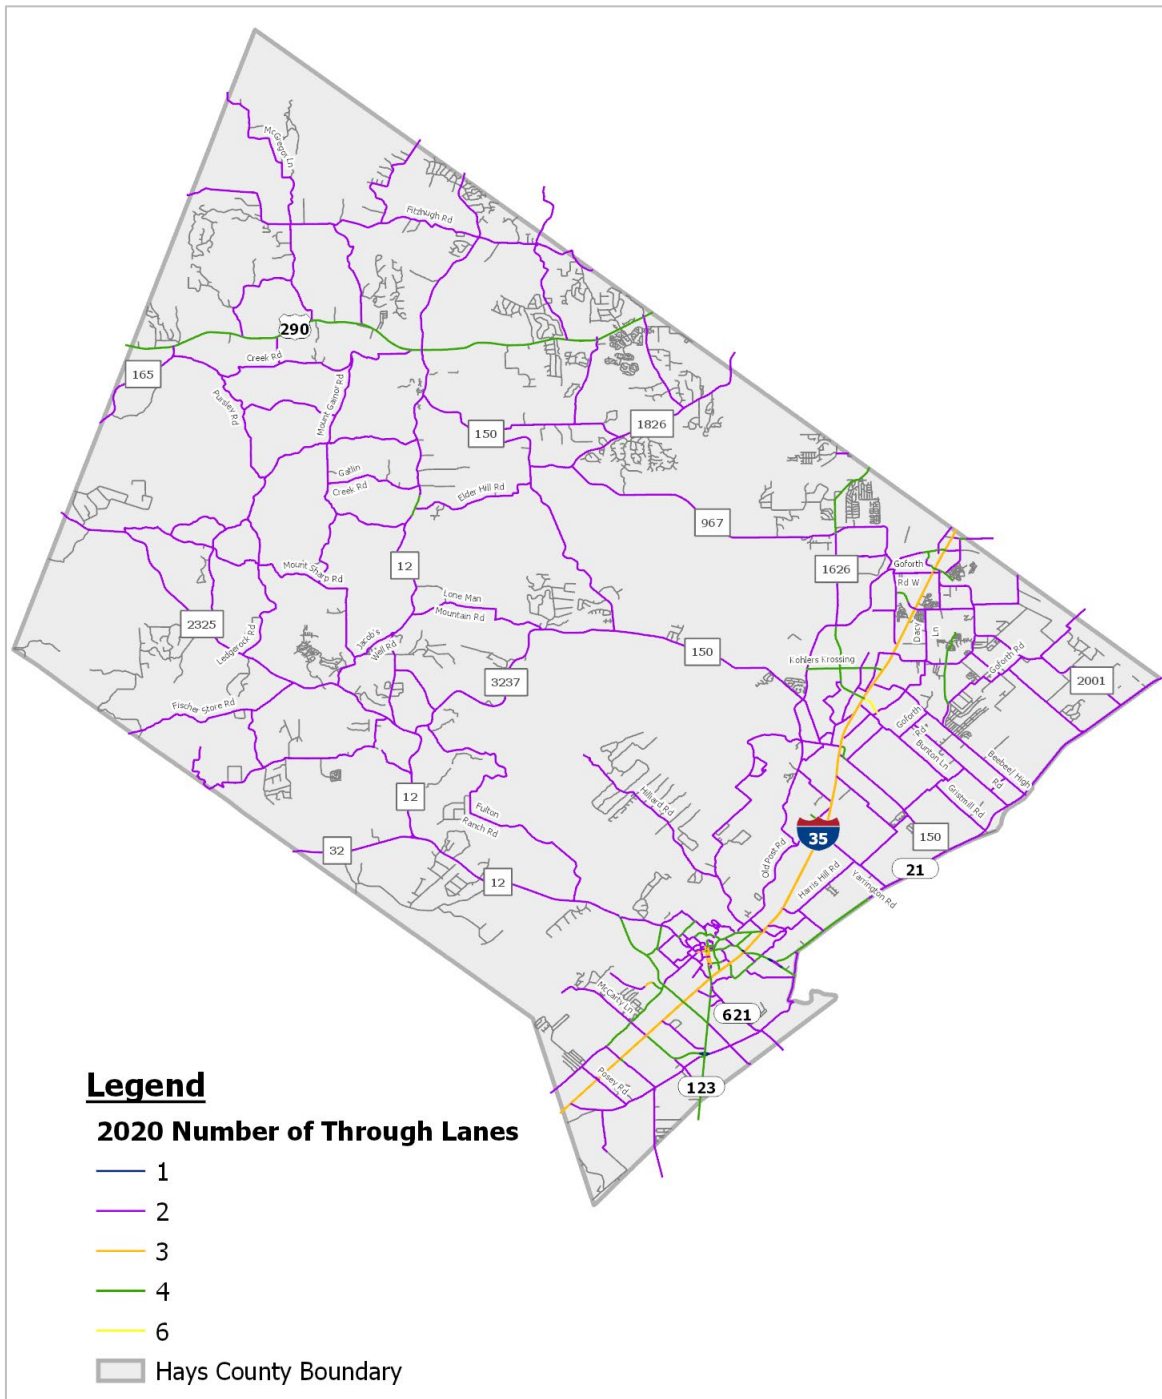 McGregor Ln
Fitzhugh Rd
290
Creek Rd
165
Pursley Rd
Mount Gainor Rd
150
1826
Gatlin
Creek Rd
Elder Hill Rd
967
12
1626
Goforth
Rd W
Mount Sharp Rd
Lone Man
Mountain Rd
2325
Dacy
Ln
Ledgerock Rd
Jacob's
Well Rd
150
Kohlers Krossing
Goforth Rd
2001
3237
Fischer Store Rd
Goforth
Rd
Bunton Ln
Beebee/ High
Rd
12
Fulton
Ranch Rd
Hilliard Rd
Gristmill Rd
32
35
150
Old Post Rd
21
12
Harris Hill Rd
Yarrington Rd
McCarty Ln
621
Posey Rd
123
Legend
2020 Number of Through Lanes
1
2
3
4
6
Hays County Boundary